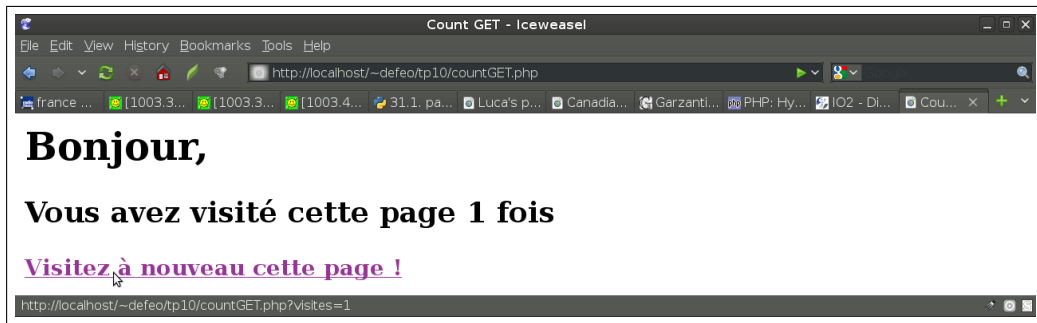 Count GET - Iceweasel
File Edit View History Bookmarks Tools Help
http://localhost/~defeo/tp10/countGET.php
france ... [1003.3... [1003.3... [1003.4... 31.1. pa... Luca's p... Canadia... Garzanti... PHP: Hy... IO2 - Di... Cou...
Bonjour,
Vous avez visité cette page 1 fois
Visitez à nouveau cette page !
http://localhost/~defeo/tp10/countGET.php?visites=1